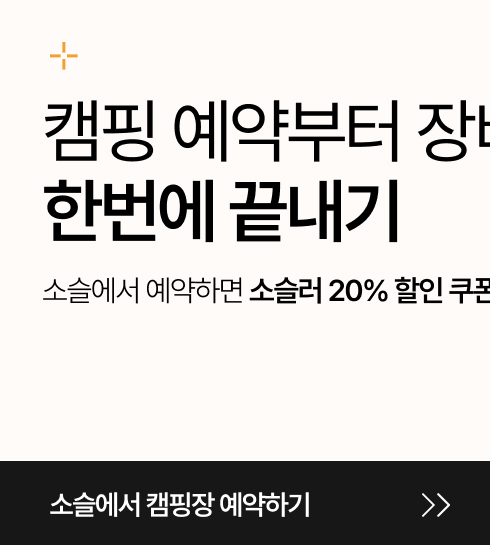 캠핑 예약부터
한번에 끝내기
소슬에서 예약하면 소슬러 20% 할인 쿠폰
소슬에서 캠핑장 예약하기